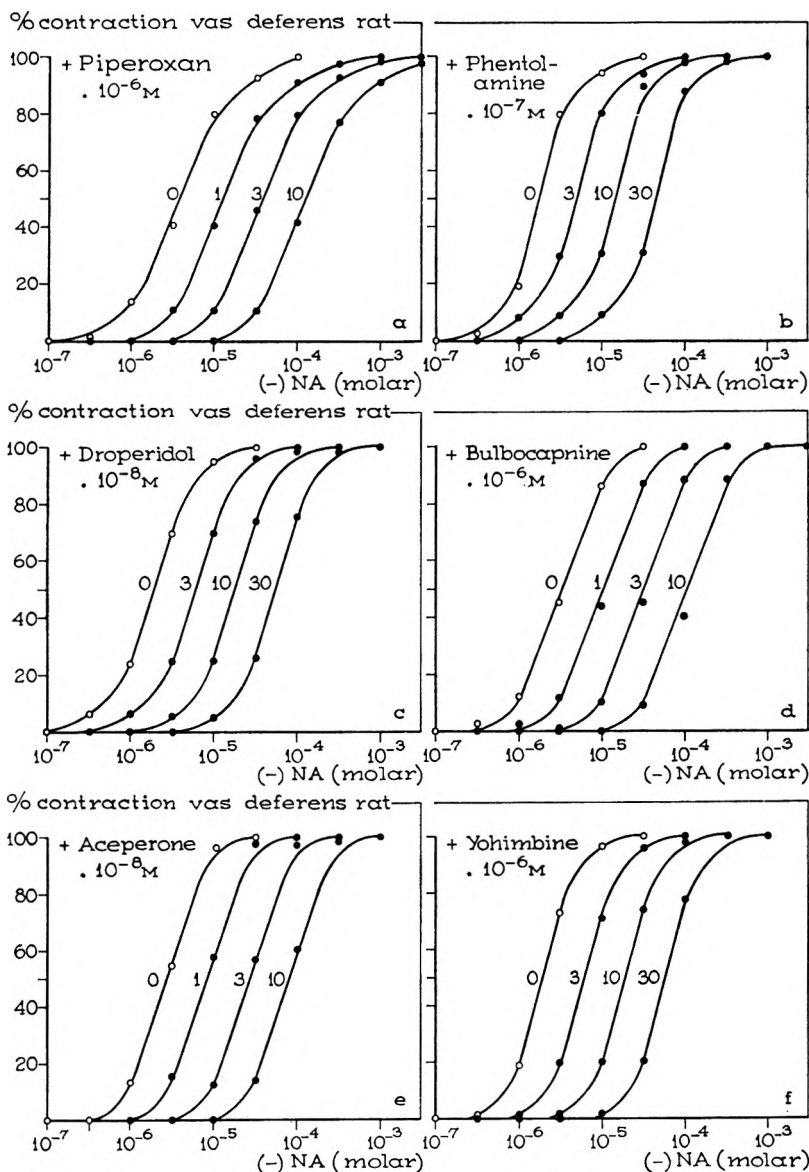 % contraction vas deferens rat
+ Piperoxan
. 10⁻⁶M
100
80
60
40
20
0 1 3 10
a
10⁻⁷ 10⁻⁶ 10⁻⁵ 10⁻⁴ 10⁻³
(-) NA (molar)
+ Phentol-
amine
. 10⁻⁷M
0 3 10 30
b
10⁻⁷ 10⁻⁶ 10⁻⁵ 10⁻⁴ 10⁻³
(-) NA (molar)
% contraction vas deferens rat
+ Droperidol
. 10⁻⁸M
100
80
60
40
20
0
0 3 10 30
c
10⁻⁷ 10⁻⁶ 10⁻⁵ 10⁻⁴ 10⁻³
(-) NA (molar)
+ Bulbocapnine
. 10⁻⁶M
0 1 3 10
d
10⁻⁷ 10⁻⁶ 10⁻⁵ 10⁻⁴ 10⁻³
(-) NA (molar)
% contraction vas deferens rat
+ Aceperone
. 10⁻⁸M
100
80
60
40
20
0 1 3 10
e
10⁻⁷ 10⁻⁶ 10⁻⁵ 10⁻⁴ 10⁻³
(-) NA (molar)
+ Yohimbine
. 10⁻⁶M
0 3 10 30
f
10⁻⁷ 10⁻⁶ 10⁻⁵ 10⁻⁴ 10⁻³
(-) NA (molar)